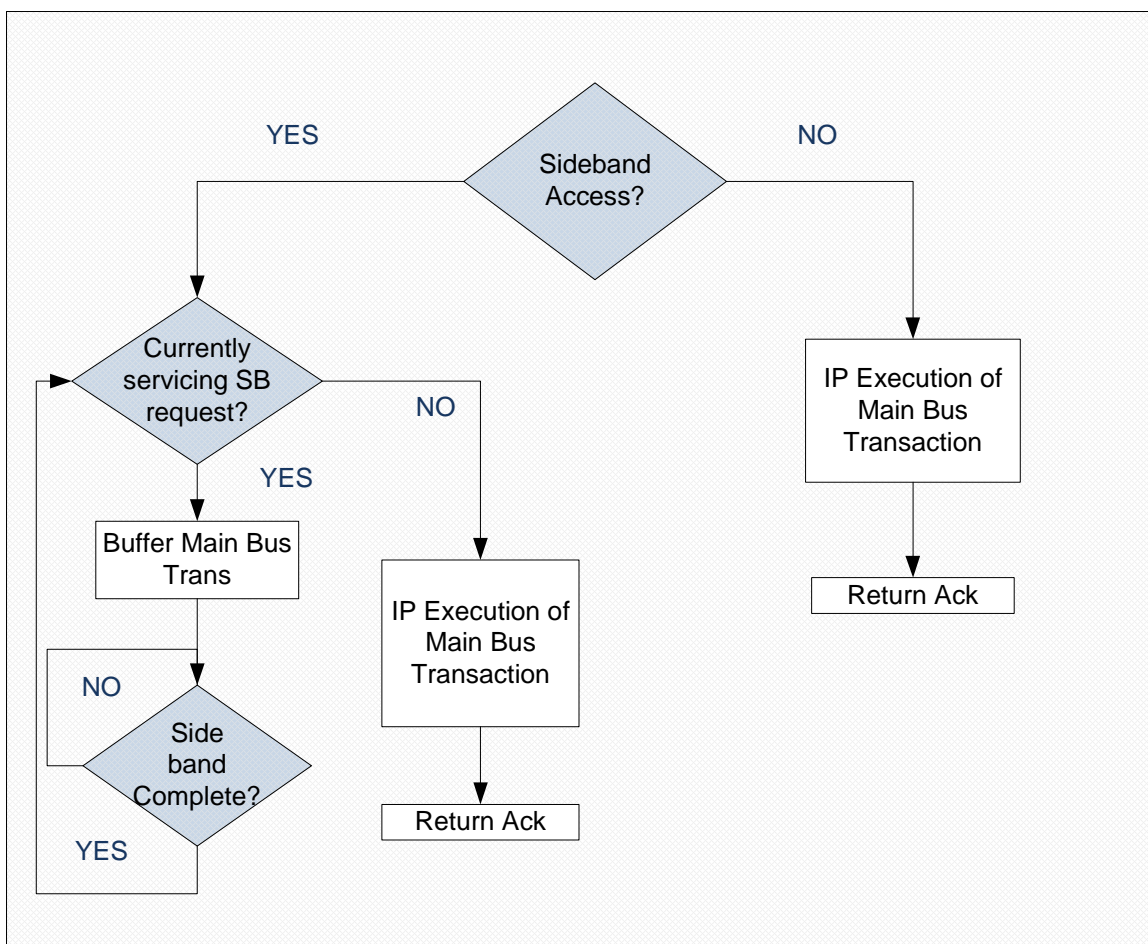 YES
NO
Sideband
Access?
Currently
servicing SB
request?
NO
YES
IP Execution of
Main Bus
Transaction
Buffer Main Bus
Trans
Return Ack
IP Execution of
Main Bus
Transaction
NO
Side
band
Complete?
YES
Return Ack